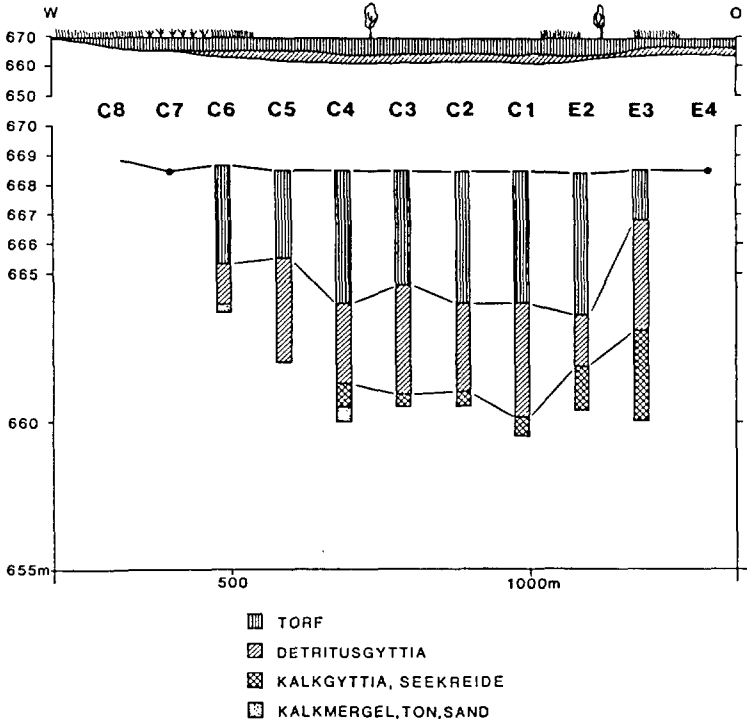 W O
670
660
650
C8 C7 C6 C5 C4 C3 C2 C1 E2 E3 E4
670
669
668
667
666
665
660
655m
500 1000m
TORF
DETRITUSGYTTIA
KALKGYTTIA, SEEKREIDE
KALKMERGEL, TON, SAND